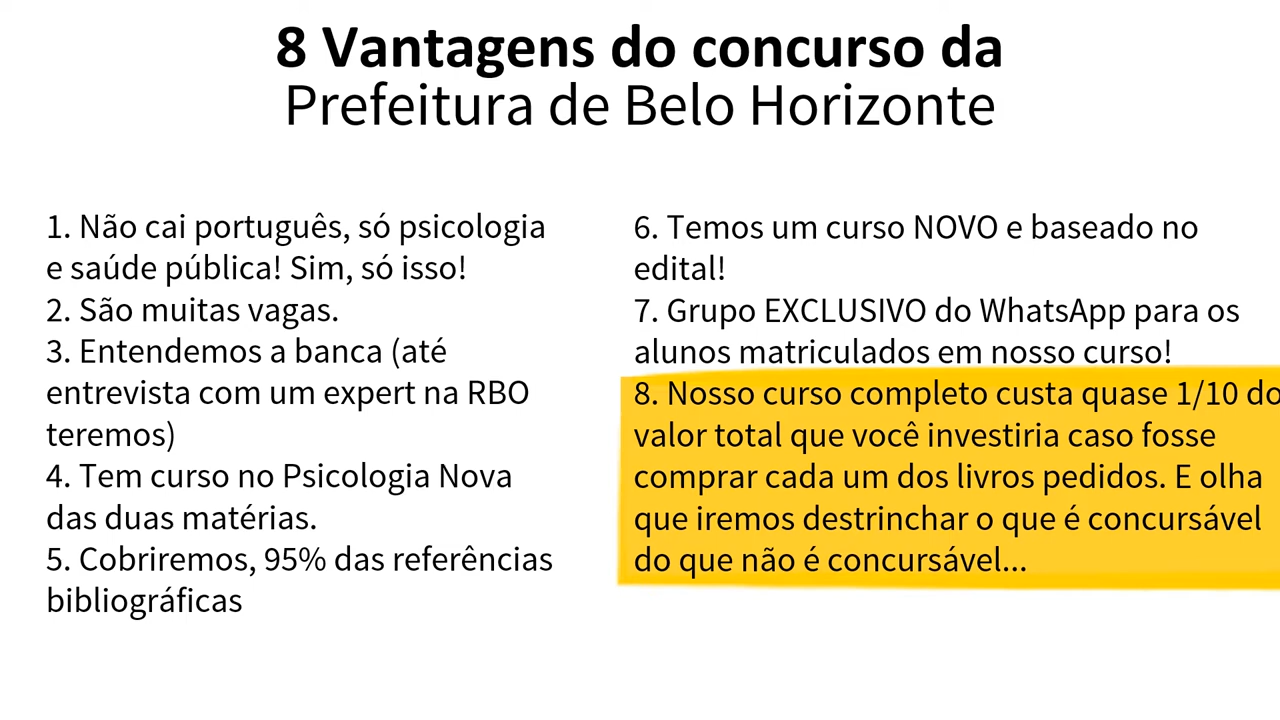 8 Vantagens do concurso da
Prefeitura de Belo Horizonte
1. Não cai português, só psicologia
e saúde pública! Sim, só isso!
2. São muitas vagas.
3. Entendemos a banca (até
entrevista com um expert na RBO
teremos)
4. Tem curso no Psicologia Nova
das duas matérias.
5. Cobriremos, 95% das referências
bibliográficas
6. Temos um curso NOVO e baseado no
edital!
7. Grupo EXCLUSIVO do WhatsApp para os
alunos matriculados em nosso curso!
8. Nosso curso completo custa quase 1/10 do
valor total que você investiria caso fosse
comprar cada um dos livros pedidos. E olha
que iremos destrinchar o que é concursável
do que não é concursável...